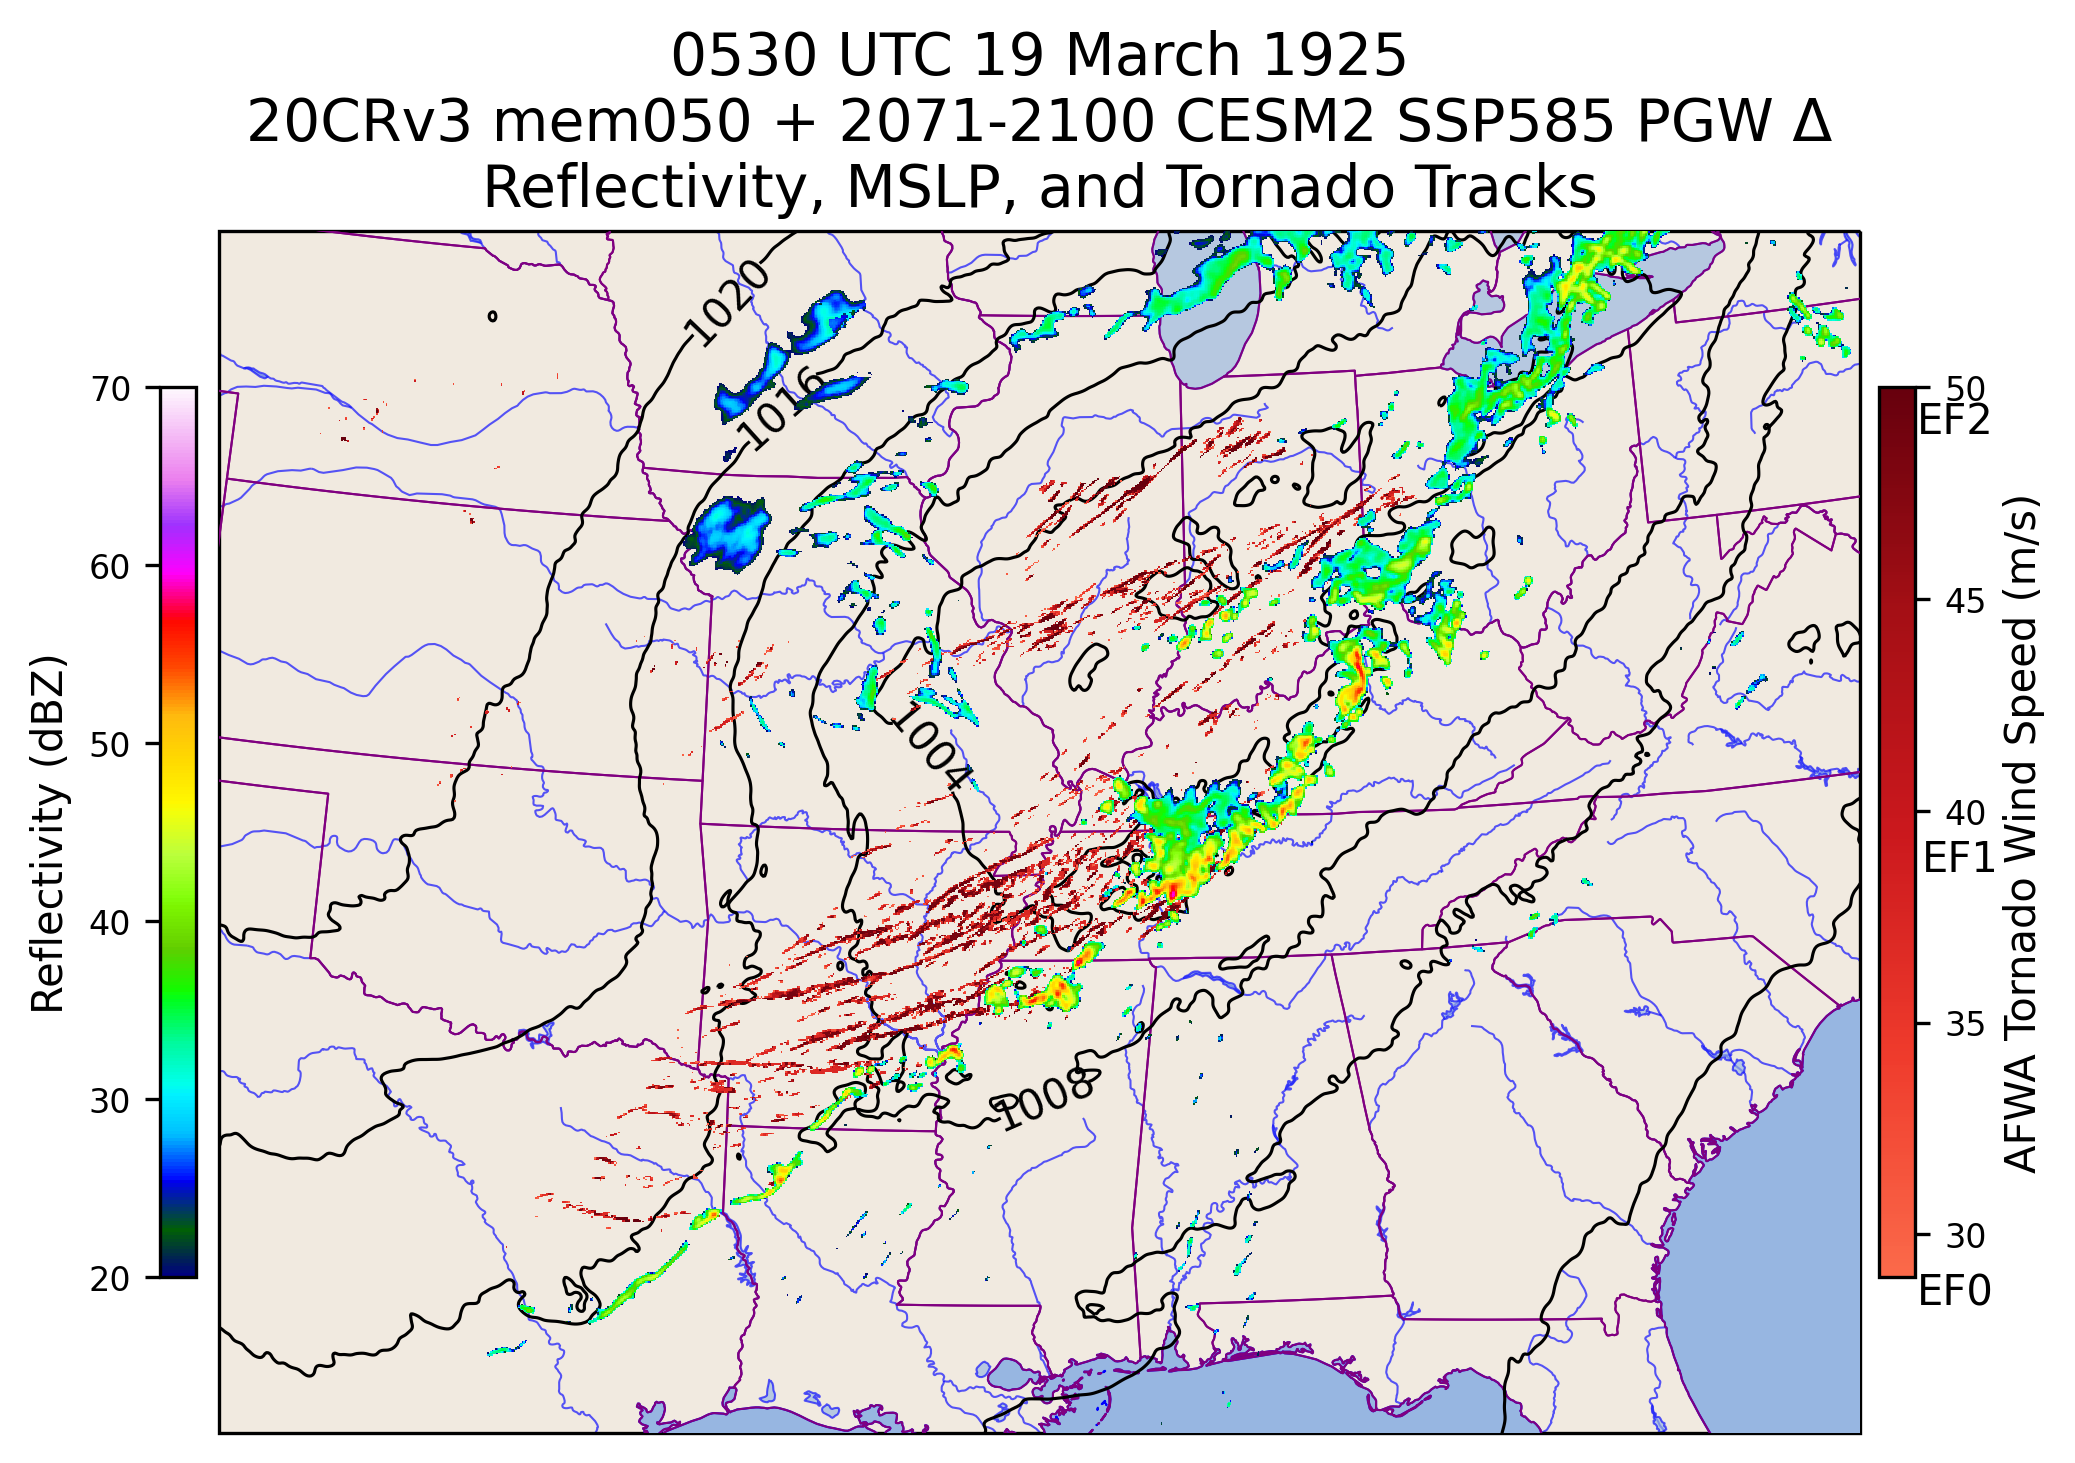 0530 UTC 19 March 1925
20CRv3 mem050 + 2071-2100 CESM2 SSP585 PGW Δ
Reflectivity, MSLP, and Tornado Tracks
1020
1016
1004
1008
70
60
50
40
30
20
Reflectivity (dBZ)
50
EF2
45
40
EF1
35
30
EF0
AFWA Tornado Wind Speed (m/s)